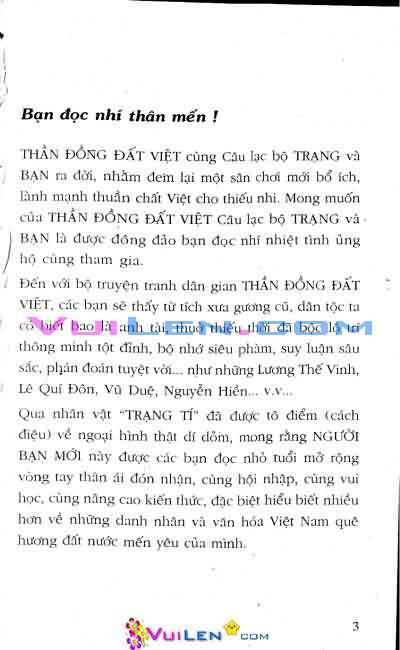 Bạn đọc nhí thân mến !
THẦN ĐỒNG ĐẤT VIỆT cùng Câu lạc bộ TRẠNG và
BẠN ra đời, nhằm đem lại một sân chơi mới bổ ích,
lành mạnh thuần chất Việt cho thiếu nhi. Mong muốn
của THẦN ĐỒNG ĐẤT VIỆT Câu lạc bộ TRẠNG và
BẠN là được đông đảo bạn đọc nhí nhiệt tình ủng
hộ cùng tham gia.
Đến với bộ truyện tranh dân gian THẦN ĐỒNG ĐẤT
VIỆT, các bạn sẽ thấy từ tích xưa gương cũ, dân tộc ta
có biết bao là anh tài, thuở thiếu thời đã bộc lộ trí
thông minh tột đỉnh, bộ nhớ siêu phàm, suy luận sâu
sắc, phán đoán tuyệt vời... như những Lương Thế Vinh,
Lê Quí Đôn, Vũ Duệ, Nguyễn Hiền... v.v...
Qua nhân vật "TRẠNG TÍ" đã được tô điểm (cách
điệu) về ngoại hình thật dí dỏm, mong rằng NGƯỜI
BẠN MỚI này được các bạn đọc nhỏ tuổi mở rộng
vòng tay thân ái đón nhận, cùng hội nhập, cùng vui
học, cùng nâng cao kiến thức, đặc biệt hiểu biết nhiều
hơn về những danh nhân và văn hóa Việt Nam quê
hương đất nước mến yêu của mình.
3
VUILEN.COM